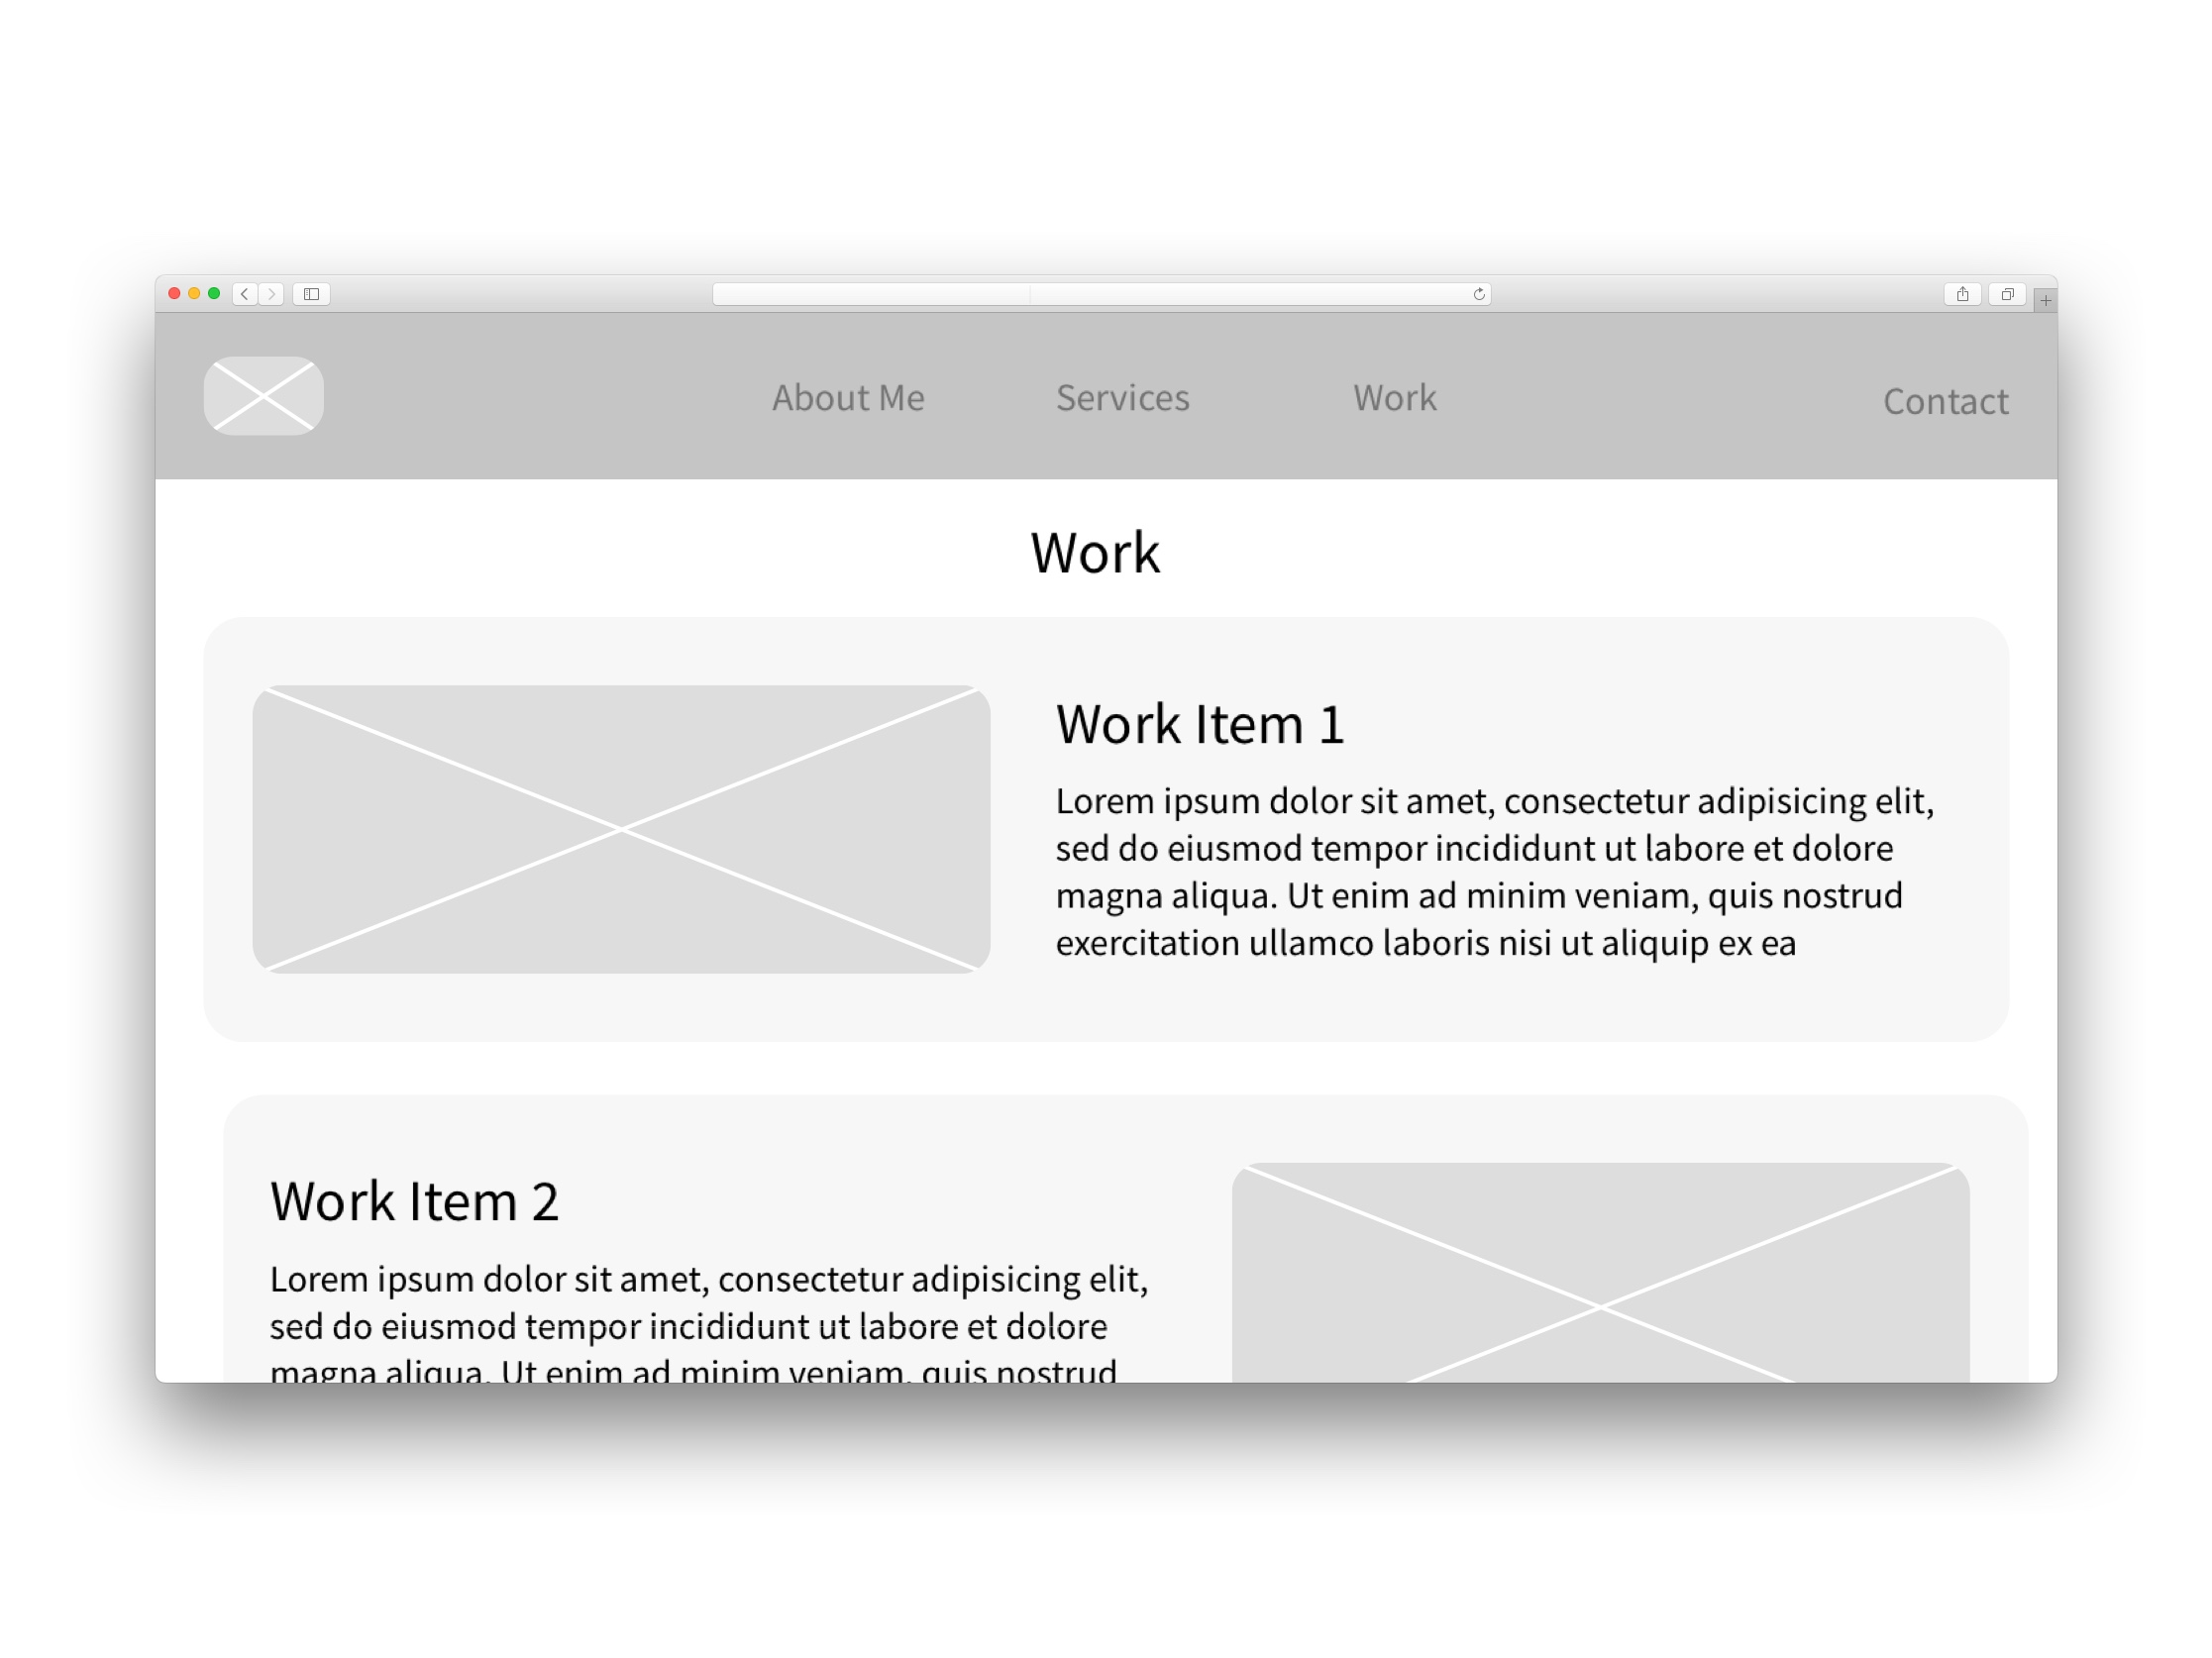 About Me Services Work Contact
Work
Work Item 1
Lorem ipsum dolor sit amet, consectetur adipisicing elit,
sed do eiusmod tempor incididunt ut labore et dolore
magna aliqua. Ut enim ad minim veniam, quis nostrud
exercitation ullamco laboris nisi ut aliquip ex ea
Work Item 2
Lorem ipsum dolor sit amet, consectetur adipisicing elit,
sed do eiusmod tempor incididunt ut labore et dolore
magna aliqua. Ut enim ad minim veniam, quis nostrud